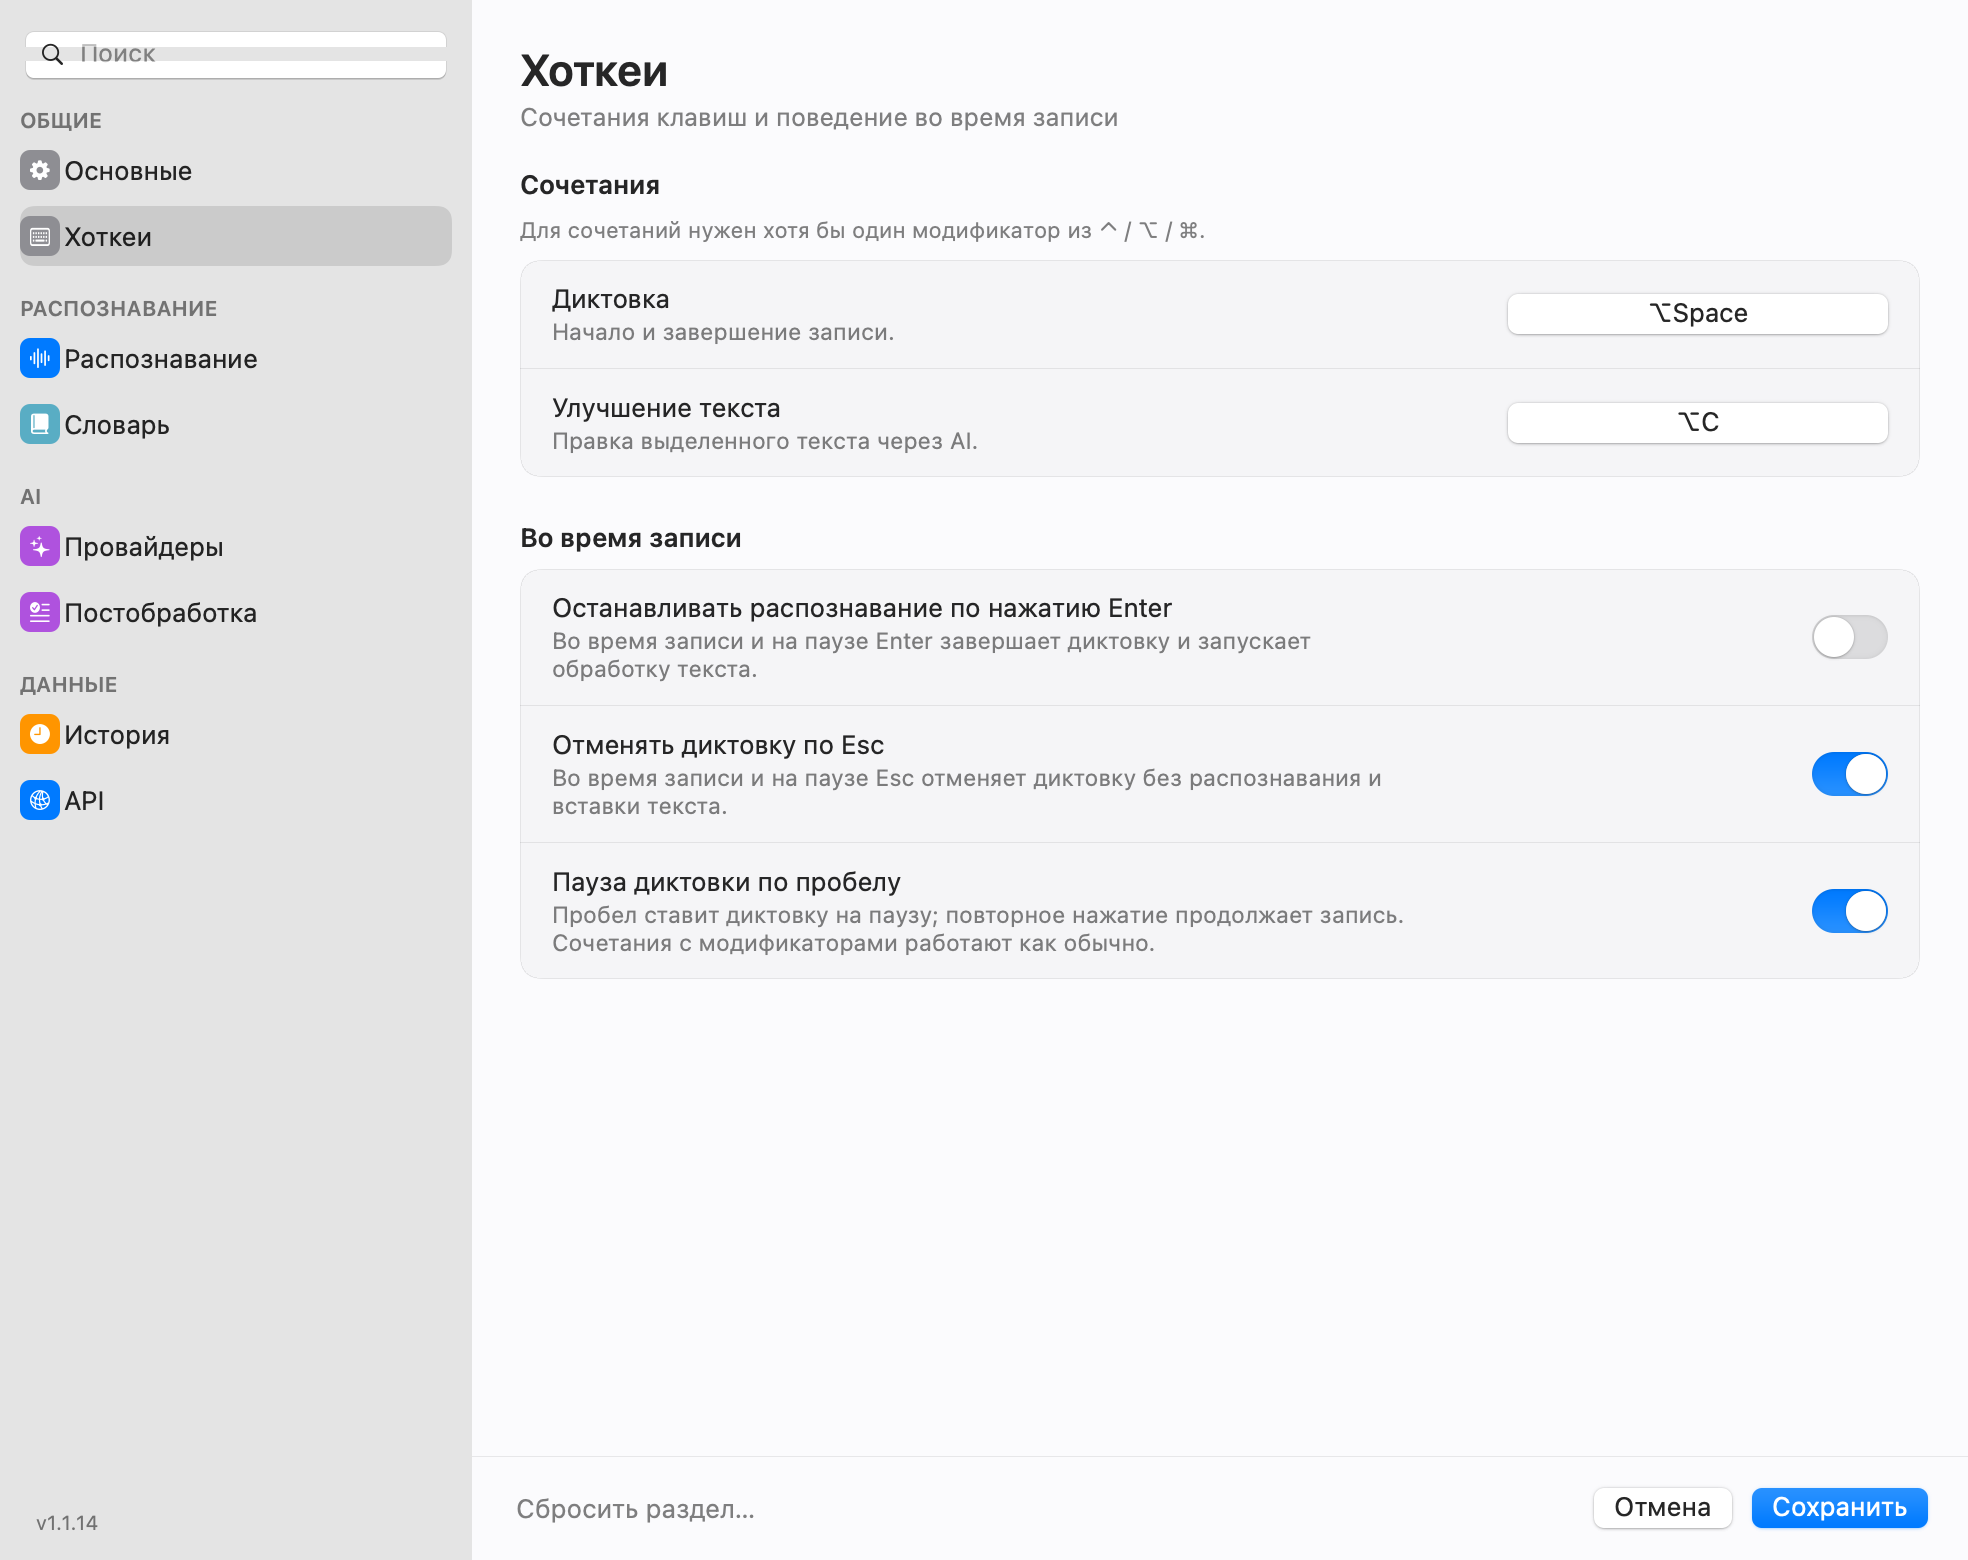 Поиск
ОБЩИЕ
Основные
Хоткеи
РАСПОЗНАВАНИЕ
Распознавание
Словарь
AI
Провайдеры
Постобработка
ДАННЫЕ
История
API
v1.1.14
Хоткеи
Сочетания клавиш и поведение во время записи
Сочетания
Для сочетаний нужен хотя бы один модификатор из ⌃ / ⌥ / ⌘.
Диктовка
Начало и завершение записи.
⌥Space
Улучшение текста
Правка выделенного текста через AI.
⌥C
Во время записи
Останавливать распознавание по нажатию Enter
Во время записи и на паузе Enter завершает диктовку и запускает
обработку текста.
Отменять диктовку по Esc
Во время записи и на паузе Esc отменяет диктовку без распознавания и
вставки текста.
Пауза диктовки по пробелу
Пробел ставит диктовку на паузу; повторное нажатие продолжает запись.
Сочетания с модификаторами работают как обычно.
Сбросить раздел...
Отмена
Сохранить